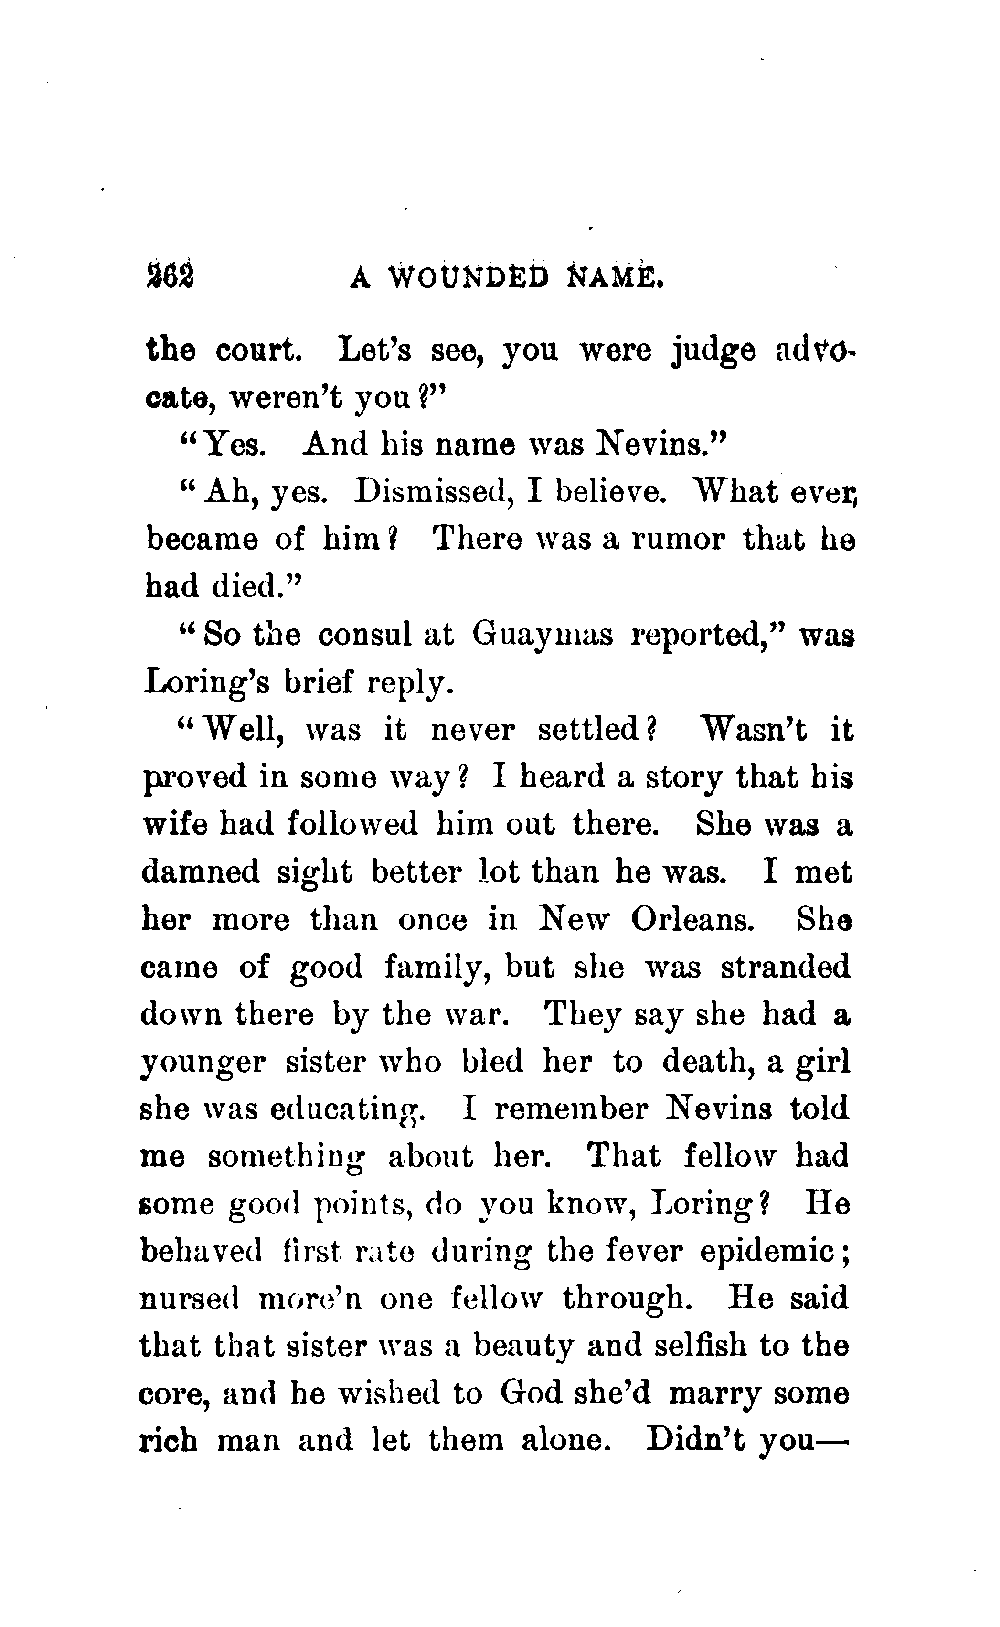 262 A WOUNDED NAME.
the court. Let's see, you were judge advo-
cate, weren't you?"
"Yes. And his name was Nevins."
"Ah, yes. Dismissed, I believe. What ever
became of him? There was a rumor that he
had died."
"So the consul at Guaymas reported," was
Loring's brief reply.
"Well, was it never settled? Wasn't it
proved in some way? I heard a story that his
wife had followed him out there. She was a
damned sight better lot than he was. I met
her more than once in New Orleans. She
came of good family, but she was stranded
down there by the war. They say she had a
younger sister who bled her to death, a girl
she was educating. I remember Nevins told
me something about her. That fellow had
some good points, do you know, Loring? He
behaved first rate during the fever epidemic;
nursed more'n one fellow through. He said
that that sister was a beauty and selfish to the
core, and he wished to God she'd marry some
rich man and let them alone. Didn't you—